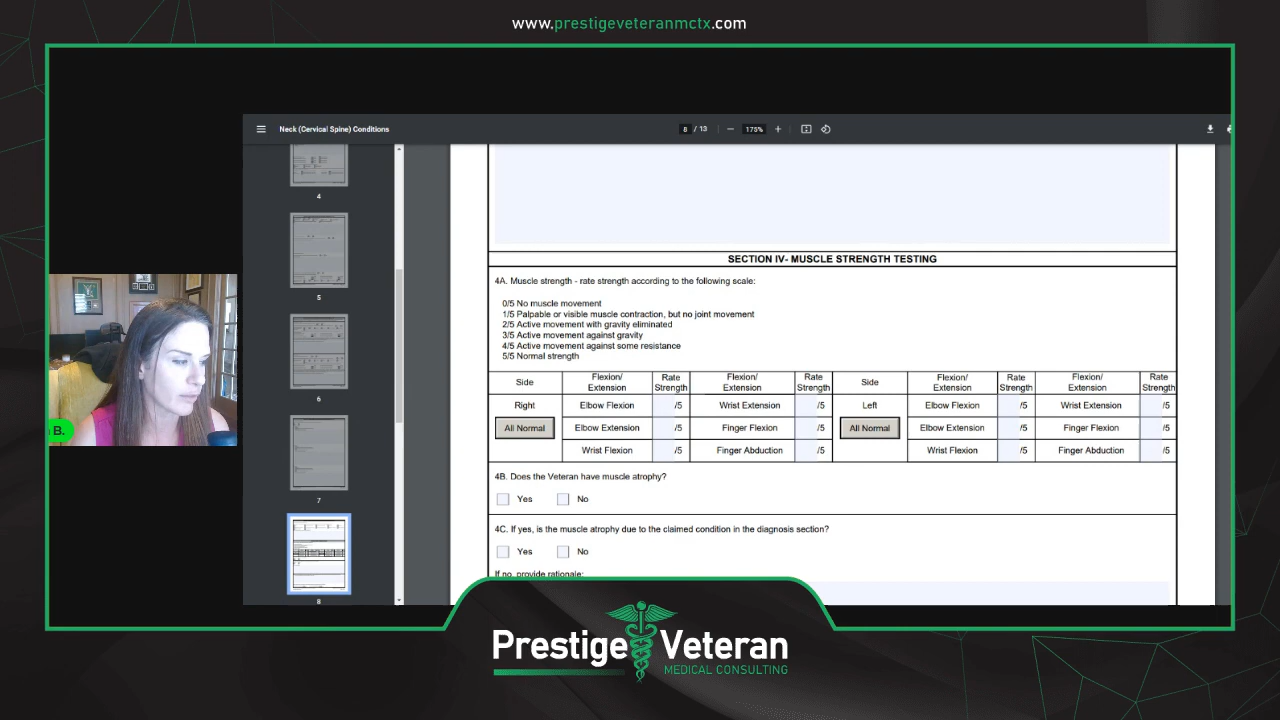 www.prestigeveteranmctx.com
Neck (Cervical Spine) Conditions
8 / 13
175%
4
5
6
7
8
B.
SECTION IV- MUSCLE STRENGTH TESTING
4A. Muscle strength - rate strength according to the following scale:
0/5 No muscle movement
1/5 Palpable or visible muscle contraction, but no joint movement
2/5 Active movement with gravity eliminated
3/5 Active movement against gravity
4/5 Active movement against some resistance
5/5 Normal strength
Side Flexion/ Extension Rate Strength Flexion/ Extension Rate Strength Side Flexion/ Extension Rate Strength Flexion/ Extension Rate Strength
Right Elbow Flexion /5 Wrist Extension /5 Left Elbow Flexion /5 Wrist Extension /5
All Normal Elbow Extension /5 Finger Flexion /5 All Normal Elbow Extension /5 Finger Flexion /5
Wrist Flexion /5 Finger Abduction /5 Wrist Flexion /5 Finger Abduction /5
4B. Does the Veteran have muscle atrophy?
Yes No
4C. If yes, is the muscle atrophy due to the claimed condition in the diagnosis section?
Yes No
If no, provide rationale:
Prestige Veteran
MEDICAL CONSULTING